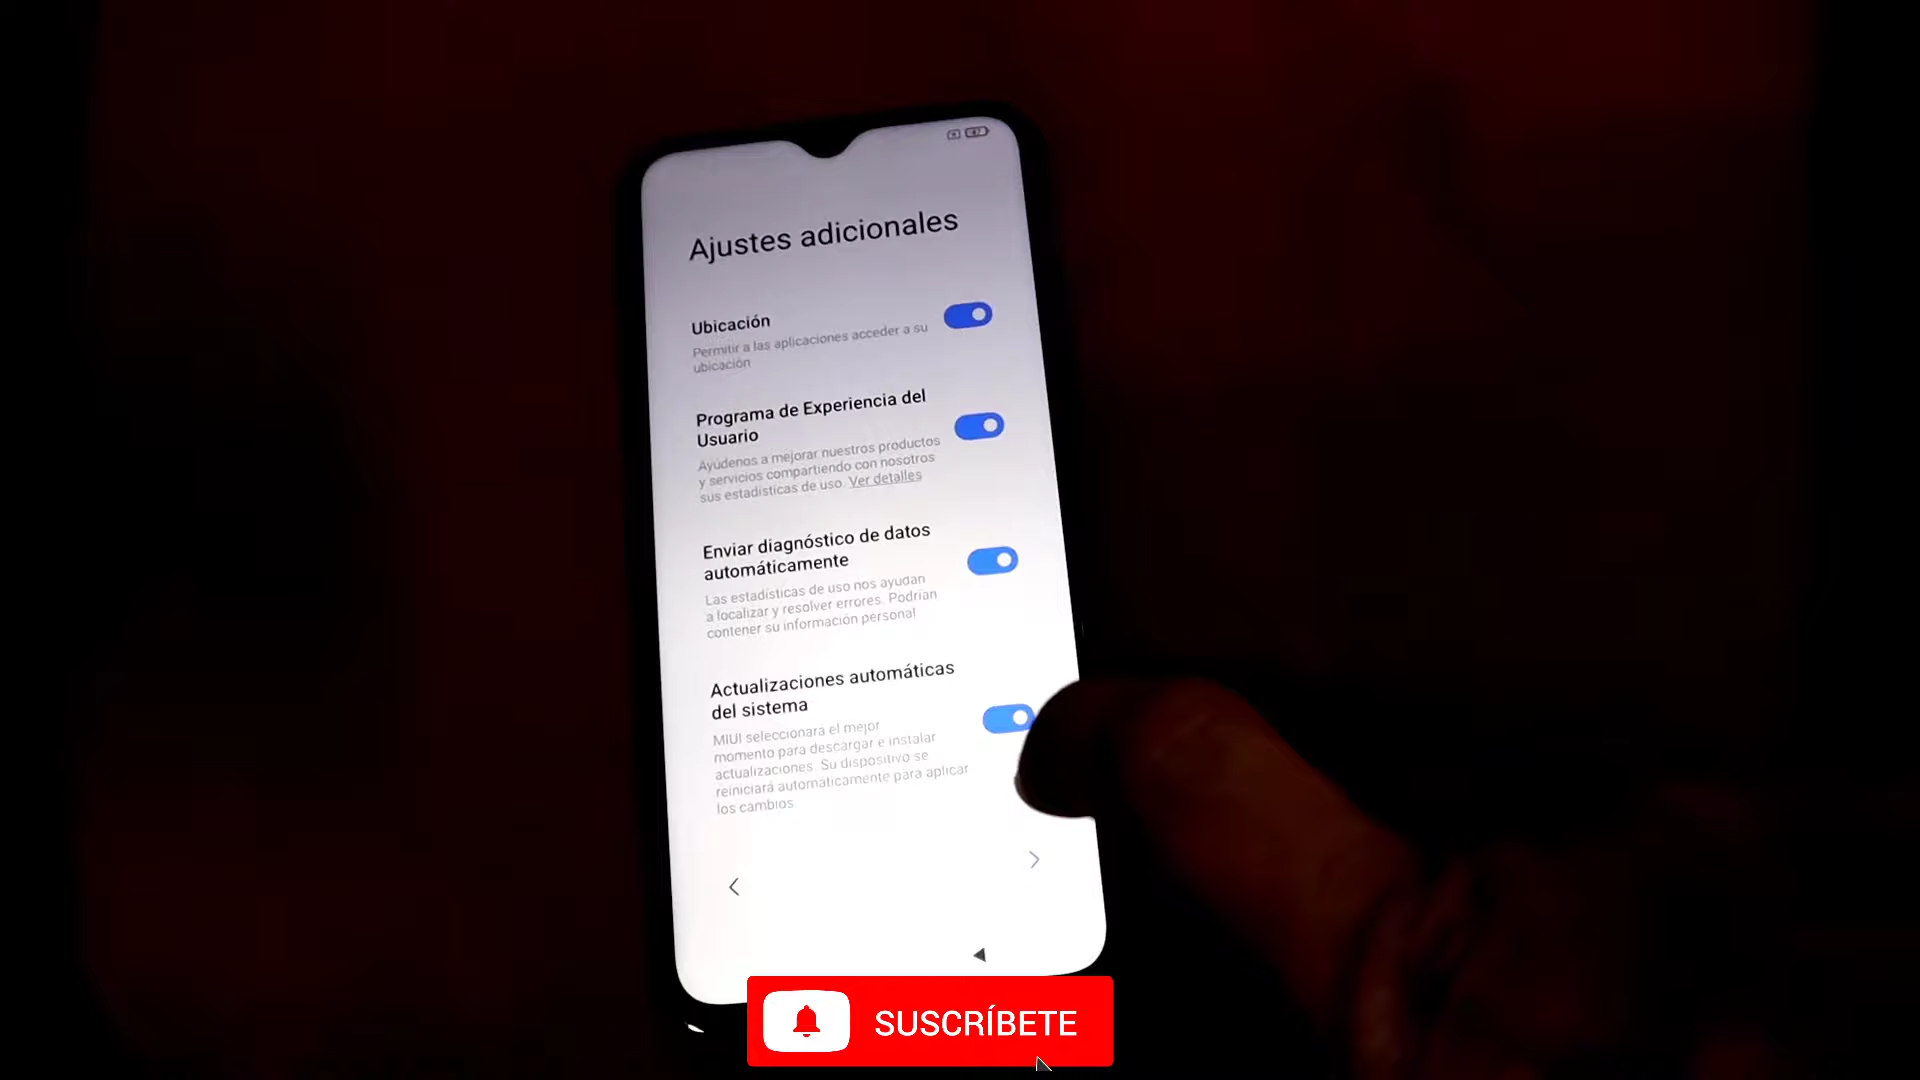 Ajustes adicionales
Ubicación
Permitir a las aplicaciones acceder a su
ubicación
Programa de Experiencia del
Usuario
Ayúdenos a mejorar nuestros productos
y servicios compartiendo con nosotros
sus estadísticas de uso. Ver detalles
Enviar diagnóstico de datos
automáticamente
Las estadísticas de uso nos ayudan
a localizar y resolver errores. Podrían
contener su información personal
Actualizaciones automáticas
del sistema
MIUI seleccionará el mejor
momento para descargar e instalar
actualizaciones. Su dispositivo se
reiniciará automáticamente para aplicar
los cambios
SUSCRÍBETE